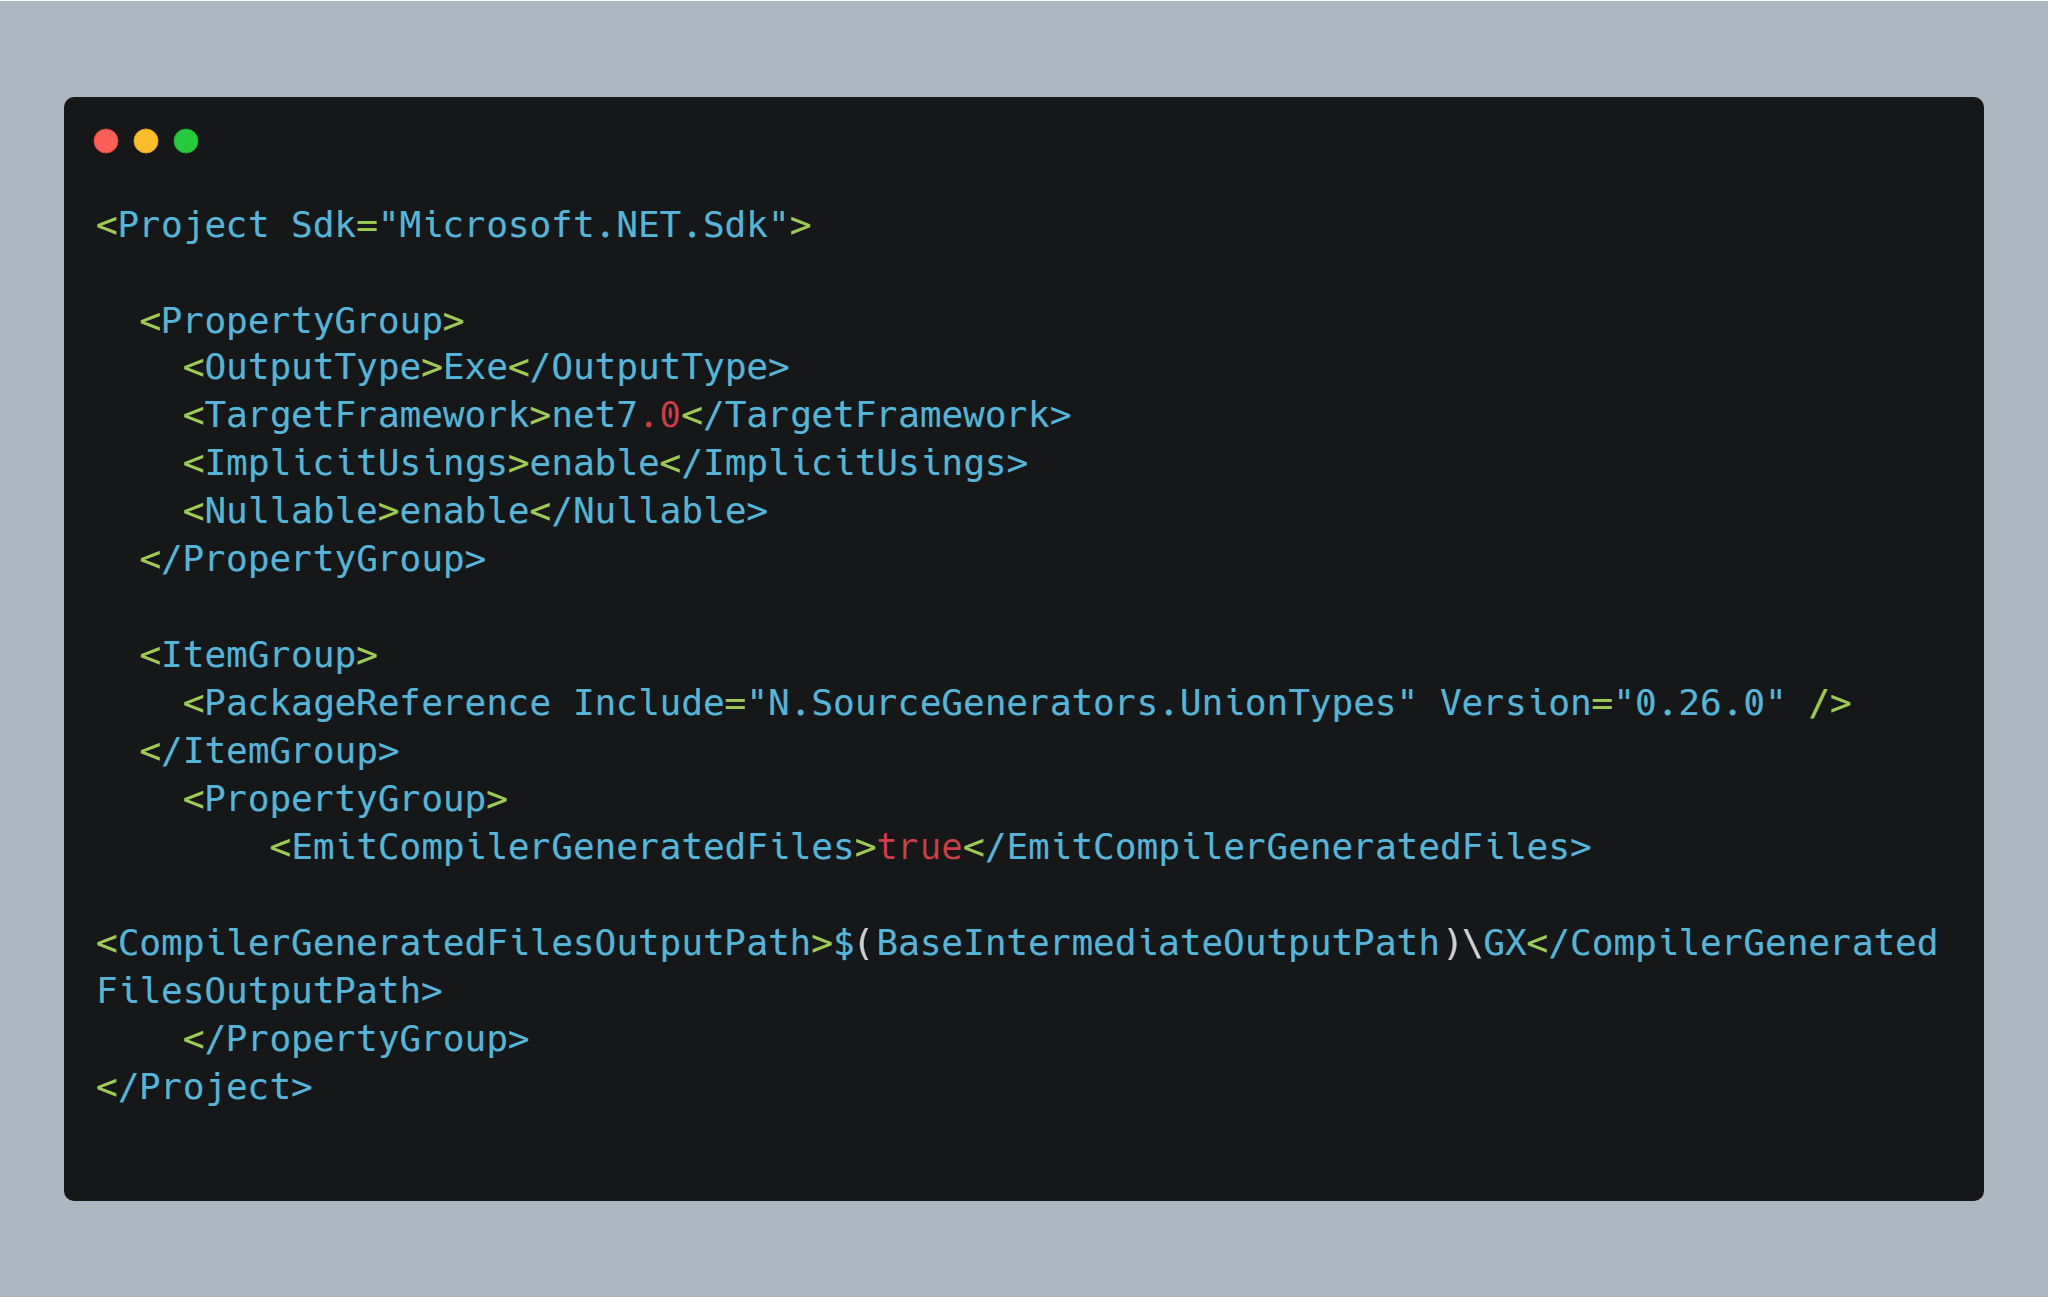 <Project Sdk="Microsoft.NET.Sdk">

  <PropertyGroup>
    <OutputType>Exe</OutputType>
    <TargetFramework>net7.0</TargetFramework>
    <ImplicitUsings>enable</ImplicitUsings>
    <Nullable>enable</Nullable>
  </PropertyGroup>

  <ItemGroup>
    <PackageReference Include="N.SourceGenerators.UnionTypes" Version="0.26.0" />
  </ItemGroup>
    <PropertyGroup>
        <EmitCompilerGeneratedFiles>true</EmitCompilerGeneratedFiles>

<CompilerGeneratedFilesOutputPath>$(BaseIntermediateOutputPath)\GX</CompilerGenerated
FilesOutputPath>
    </PropertyGroup>
</Project>